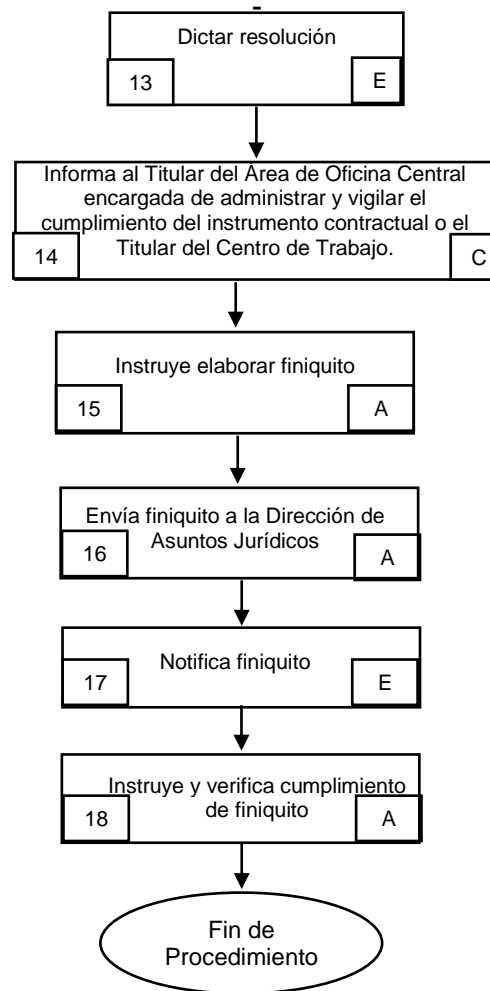 Dictar resolución
13
E
Informa al Titular del Área de Oficina Central
encargada de administrar y vigilar el
cumplimiento del instrumento contractual o el
Titular del Centro de Trabajo.
14
C
Instruye elaborar finiquito
15
A
Envía finiquito a la Dirección de
Asuntos Jurídicos
16
A
Notifica finiquito
17
E
Instruye y verifica cumplimiento
de finiquito
18
A
Fin de
Procedimiento